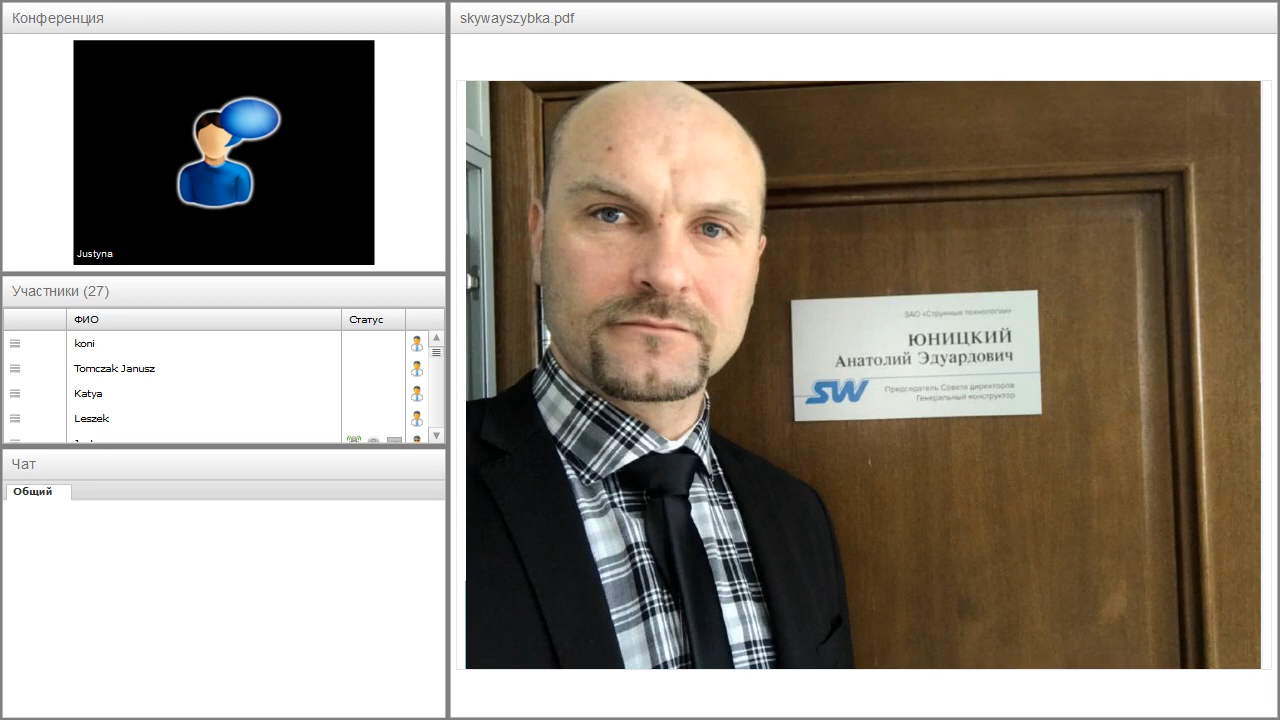 Конференция
Justyna
Участники (27)
ФИО
Статус
koni
Tomczak Janusz
Katya
Leszek
Чат
Общий
skywayszybka.pdf
ЗАО «Струнные технологии»
ЮНИЦКИЙ
Анатолий Эдуардович
SW
Председатель Совета директоров
Генеральный конструктор